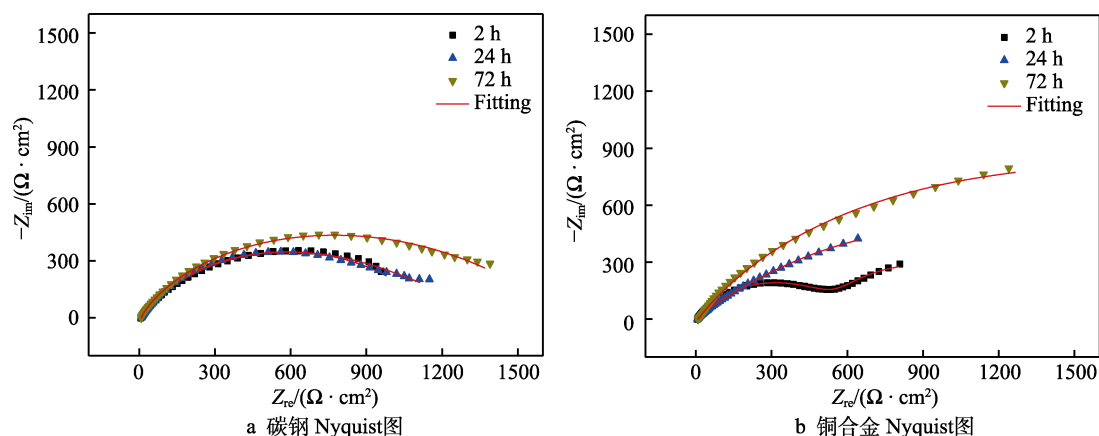 1500
1200
900
600
300
0
−Zim/(Ω · cm²)
2 h
24 h
72 h
Fitting
0 300 600 900 1200 1500
Zre/(Ω · cm²)
a 碳钢 Nyquist图
1500
1200
900
600
300
0
−Zim/(Ω · cm²)
2 h
24 h
72 h
Fitting
0 300 600 900 1200 1500
Zre/(Ω · cm²)
b 铜合金 Nyquist图